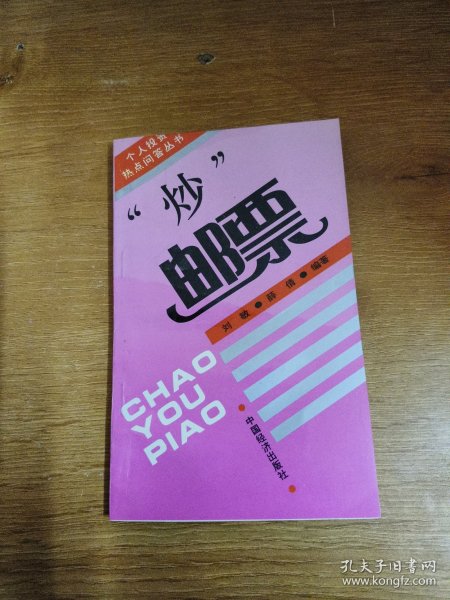 个人投资
热点问答丛书
“炒”
邮票
刘敏●薛倩●编著
CHAO
YOU
PIAO
●中国经济出版社●
孔夫子旧书网
www.kongfz.com